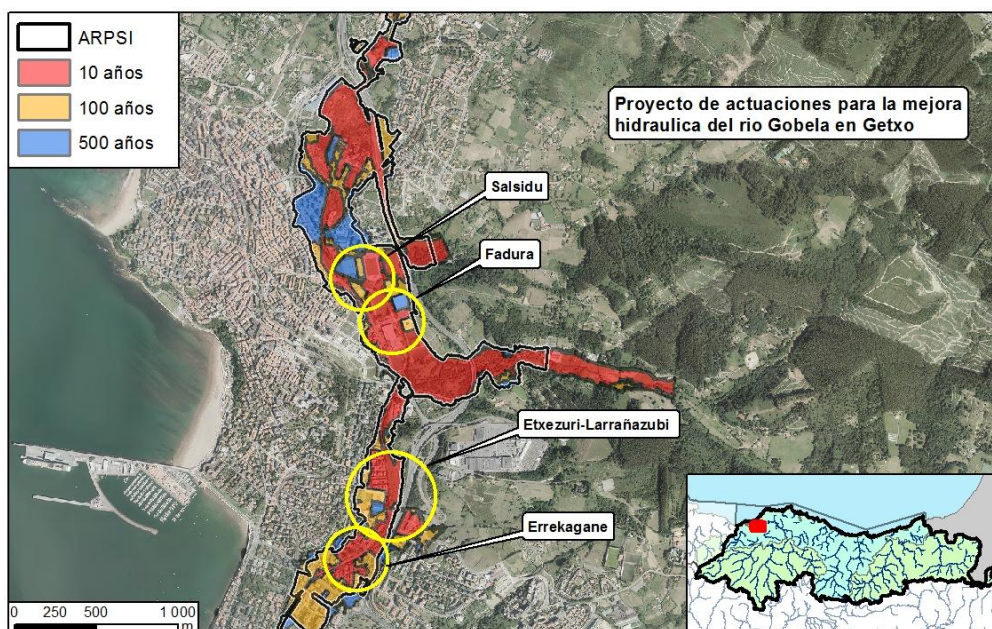 ARPSI
10 años
100 años
500 años
Proyecto de actuaciones para la mejora
hidraulica del rio Gobela en Getxo
Salsidu
Fadura
Etxezuri-Larrañazubi
Errekagane
0 250 500 1 000
m